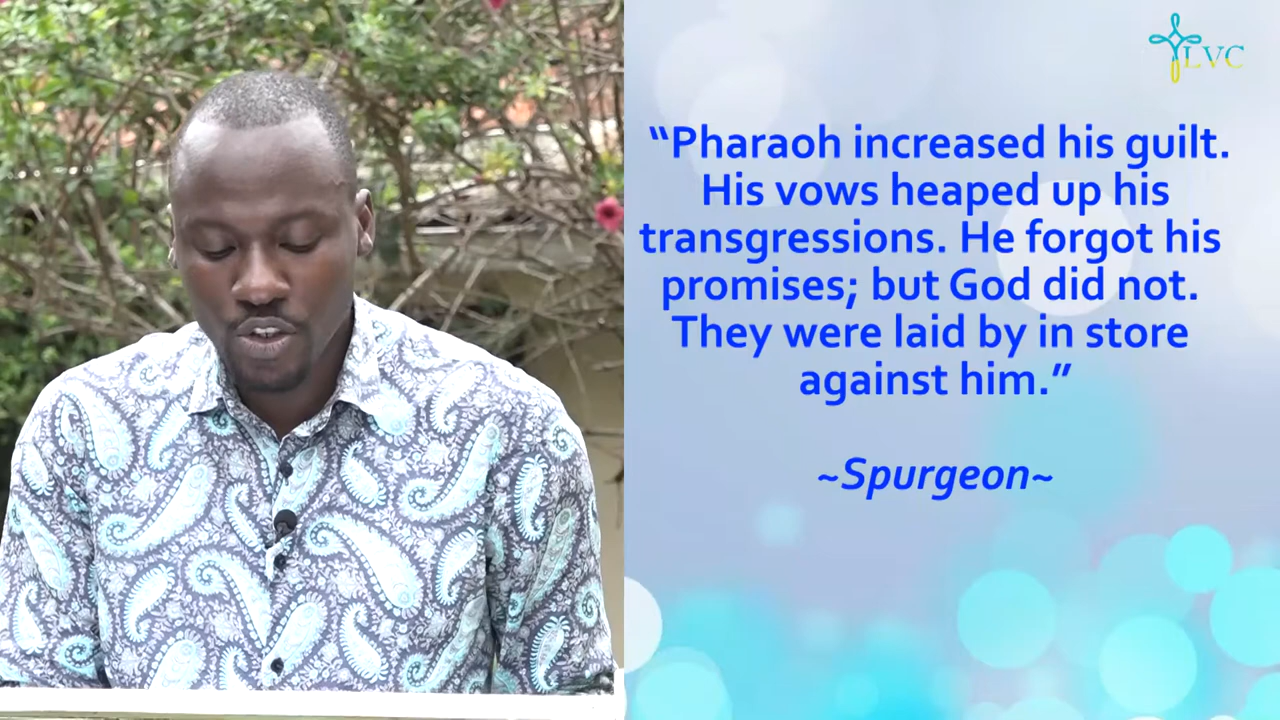 LVC
“Pharaoh increased his guilt.
His vows heaped up his
transgressions. He forgot his
promises; but God did not.
They were laid by in store
against him.”
~Spurgeon~